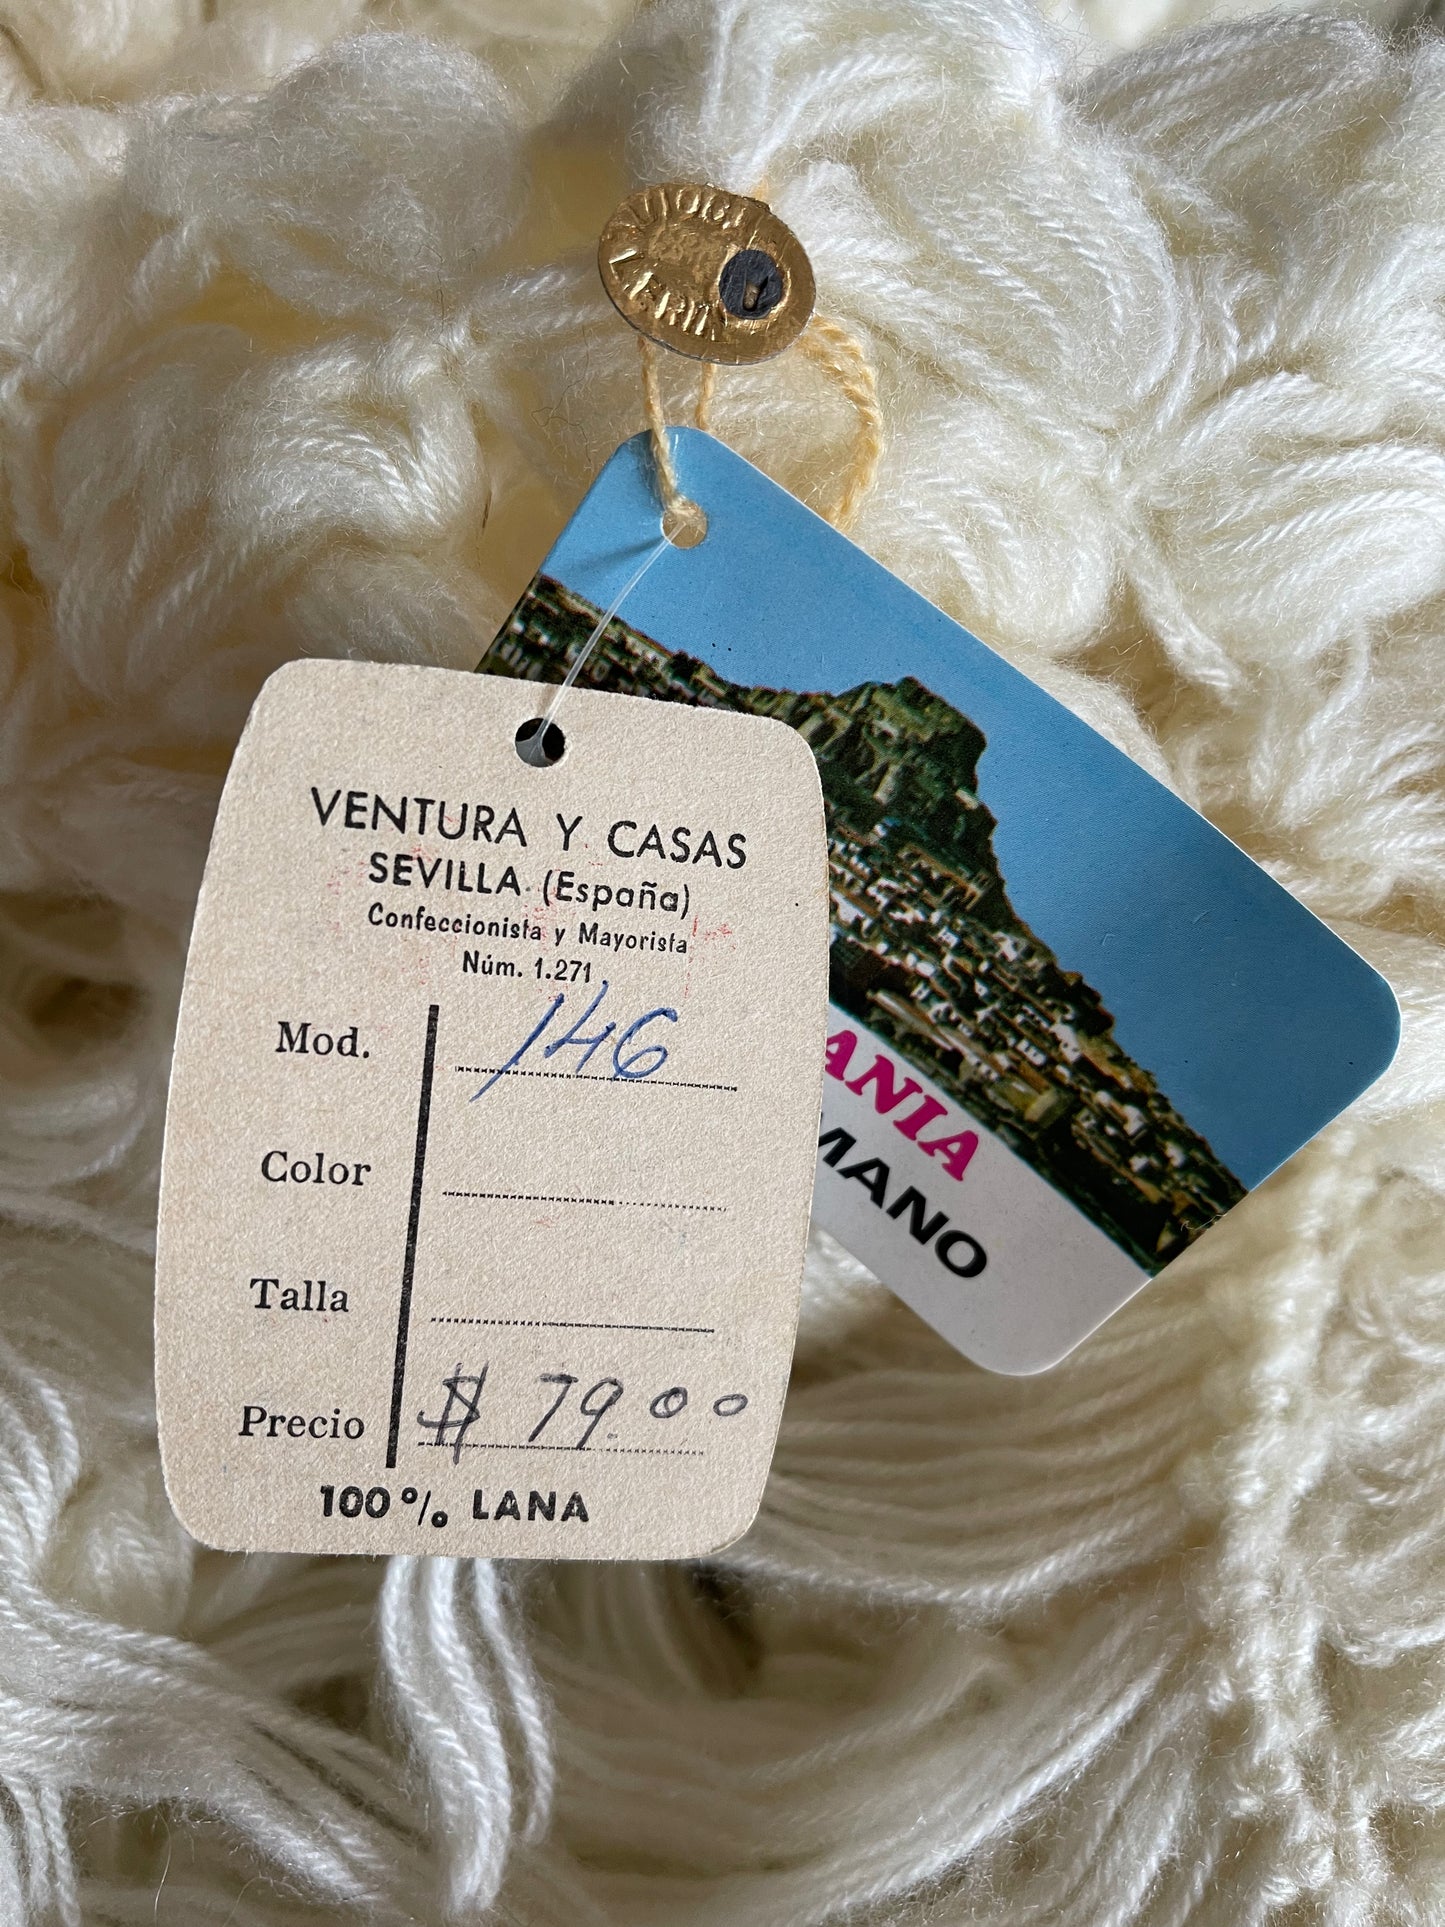 VENTURA Y CASAS
SEVILLA (España)
Confeccionista y Mayorista
Núm. 1.271
Mod. 146
Color
Talla
Precio $ 79.00
100% LANA
ANIA
MANO